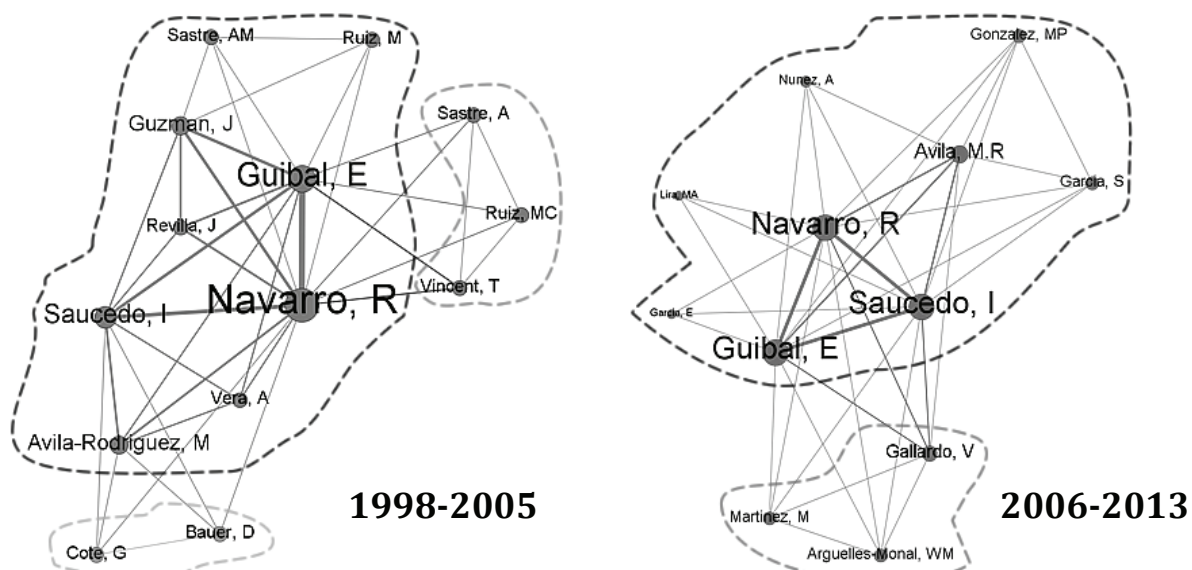 Sastre, AM
Ruiz, M
Guzman, J
Sastre, A
Guibal, E
Ruiz, MC
Revilla, J
Vincent, T
Navarro, R
Saucedo, I
Vera, A
Avila-Rodriguez, M
Bauer, D
Cote, G
1998-2005
Gonzalez, MP
Nunez, A
Avila, M.R
Garcia, S
Lira, MA
Navarro, R
Saucedo, I
Garcia, E
Guibal, E
Gallardo, V
Martinez, M
Arguelles-Monal, WM
2006-2013